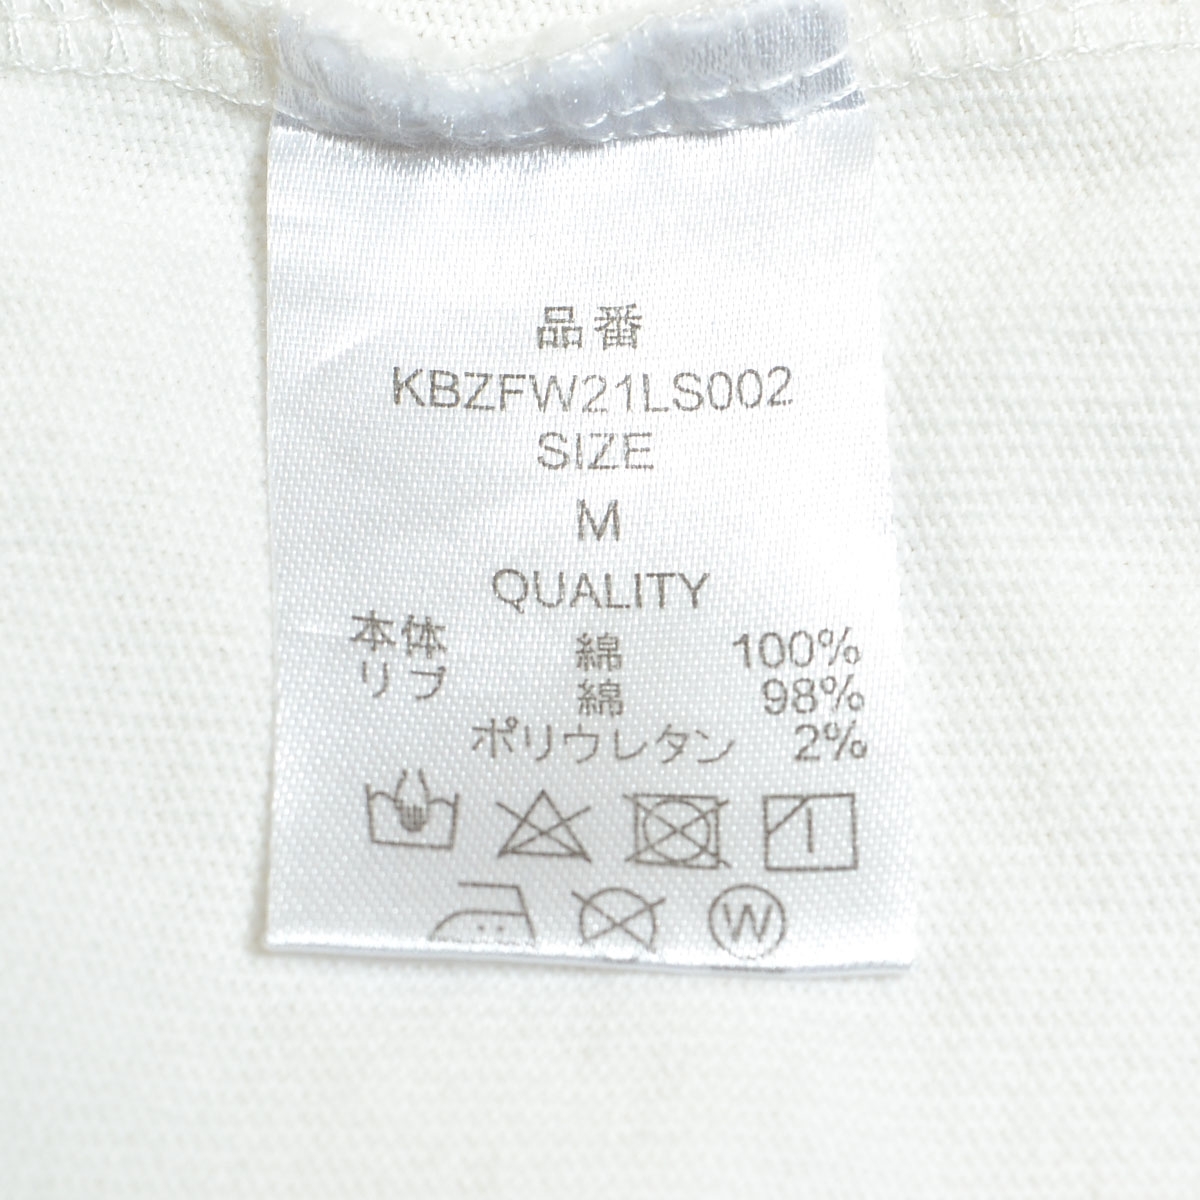 品番
KBZFW21LS002
SIZE
M
QUALITY
本体 綿 100%
リブ 綿 98%
ポリウレタン 2%
W